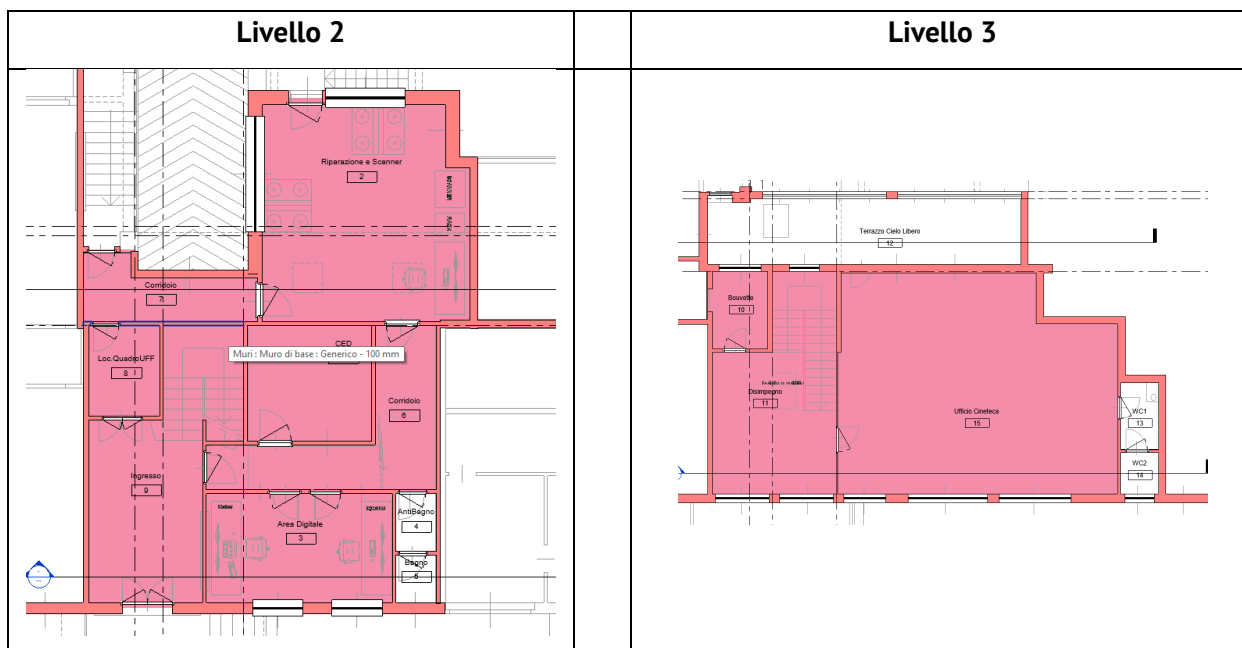 Livello 2
Livello 3
Riparazione e Scanner
2
Corridoio
7
Muri : Muro di base : Generico - 100 mm
CED
Loc.QuadroUFF
8
Corridoio
6
Ingresso
9
Area Digitale
3
AntiBagno
4
Bagno
5
Terrazzo Cielo Libero
12
Bouvette
10
Disimpegno
11
Ufficio Cineteca
15
WC1
13
WC2
14